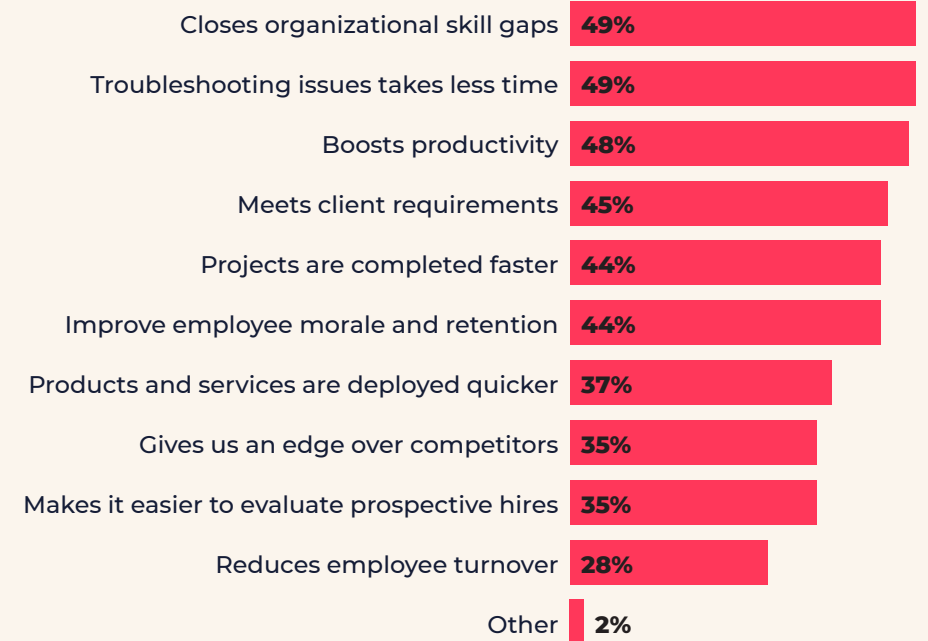 Closes organizational skill gaps 49%
Troubleshooting issues takes less time 49%
Boosts productivity 48%
Meets client requirements 45%
Projects are completed faster 44%
Improve employee morale and retention 44%
Products and services are deployed quicker 37%
Gives us an edge over competitors 35%
Makes it easier to evaluate prospective hires 35%
Reduces employee turnover 28%
Other 2%